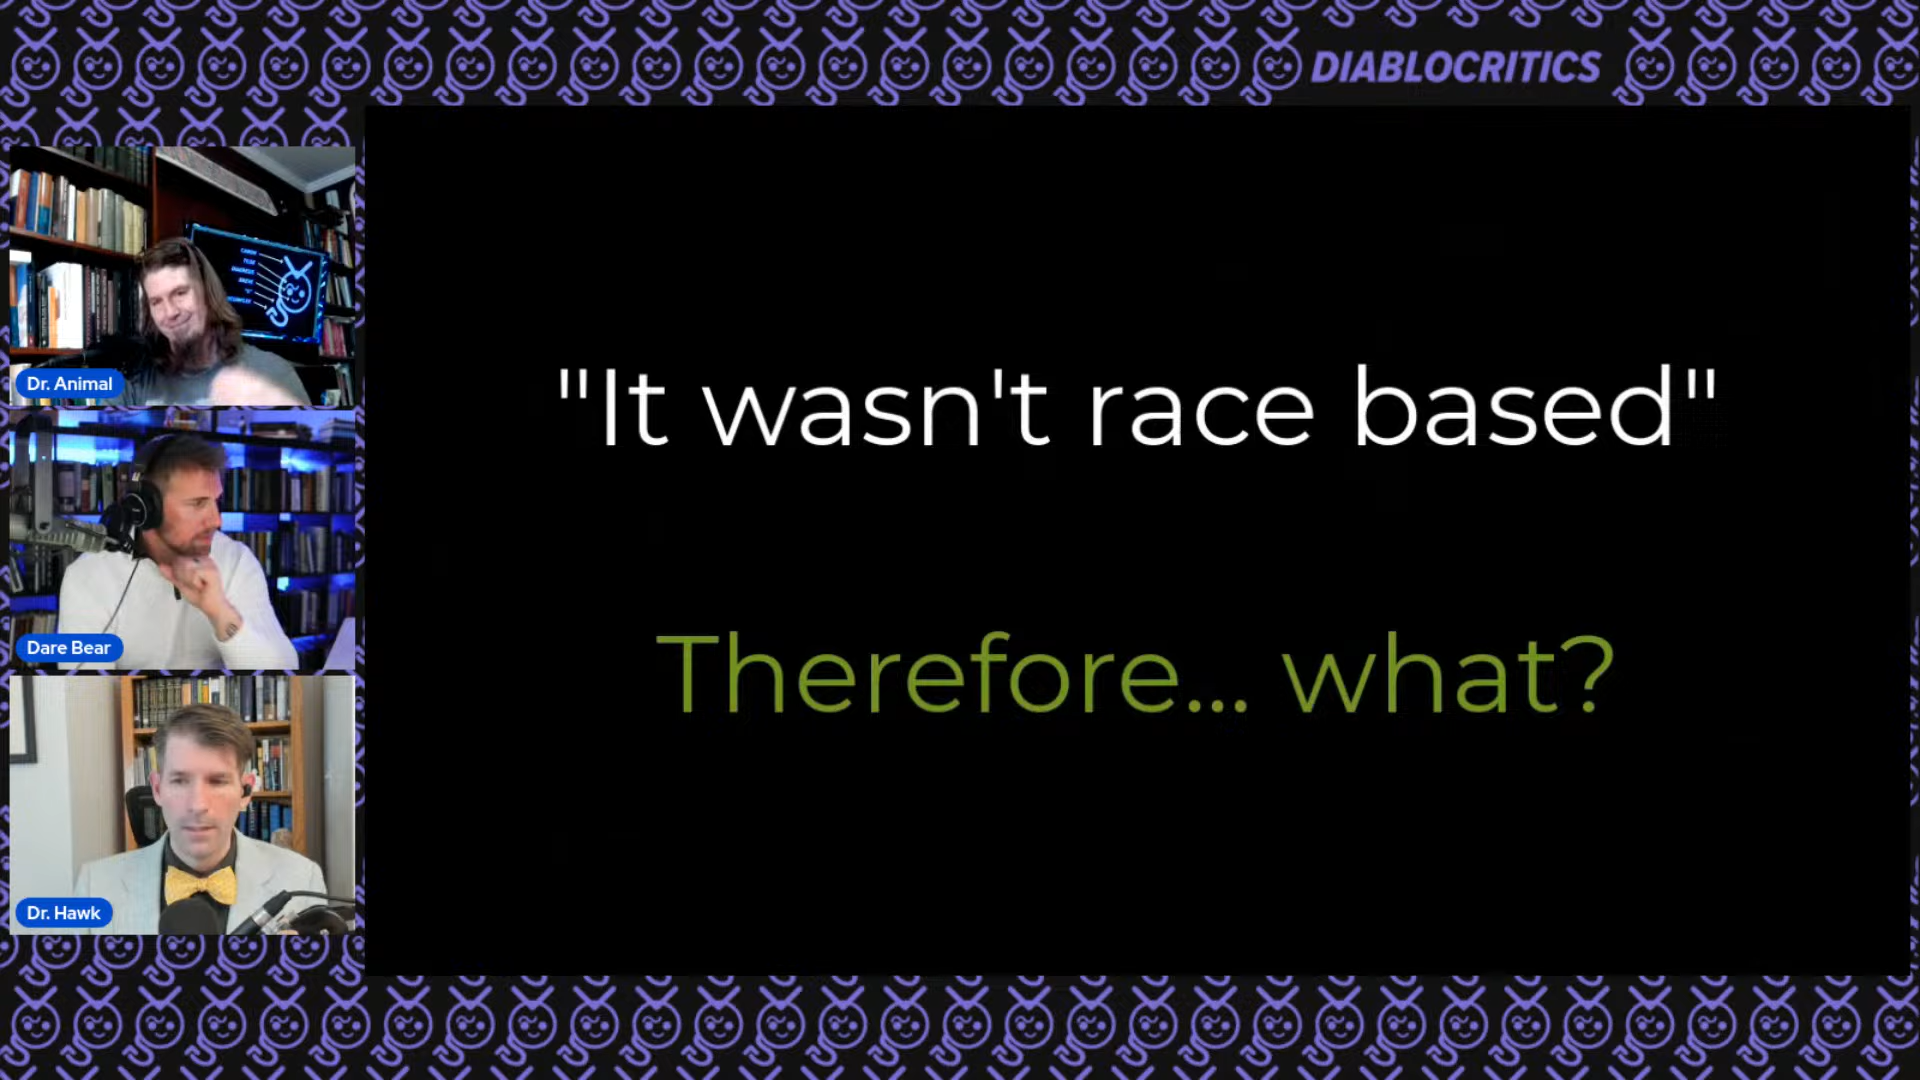 DIABLOCRITICS
Dr. Animal
Dare Bear
Dr. Hawk
"It wasn't race based"
Therefore... what?